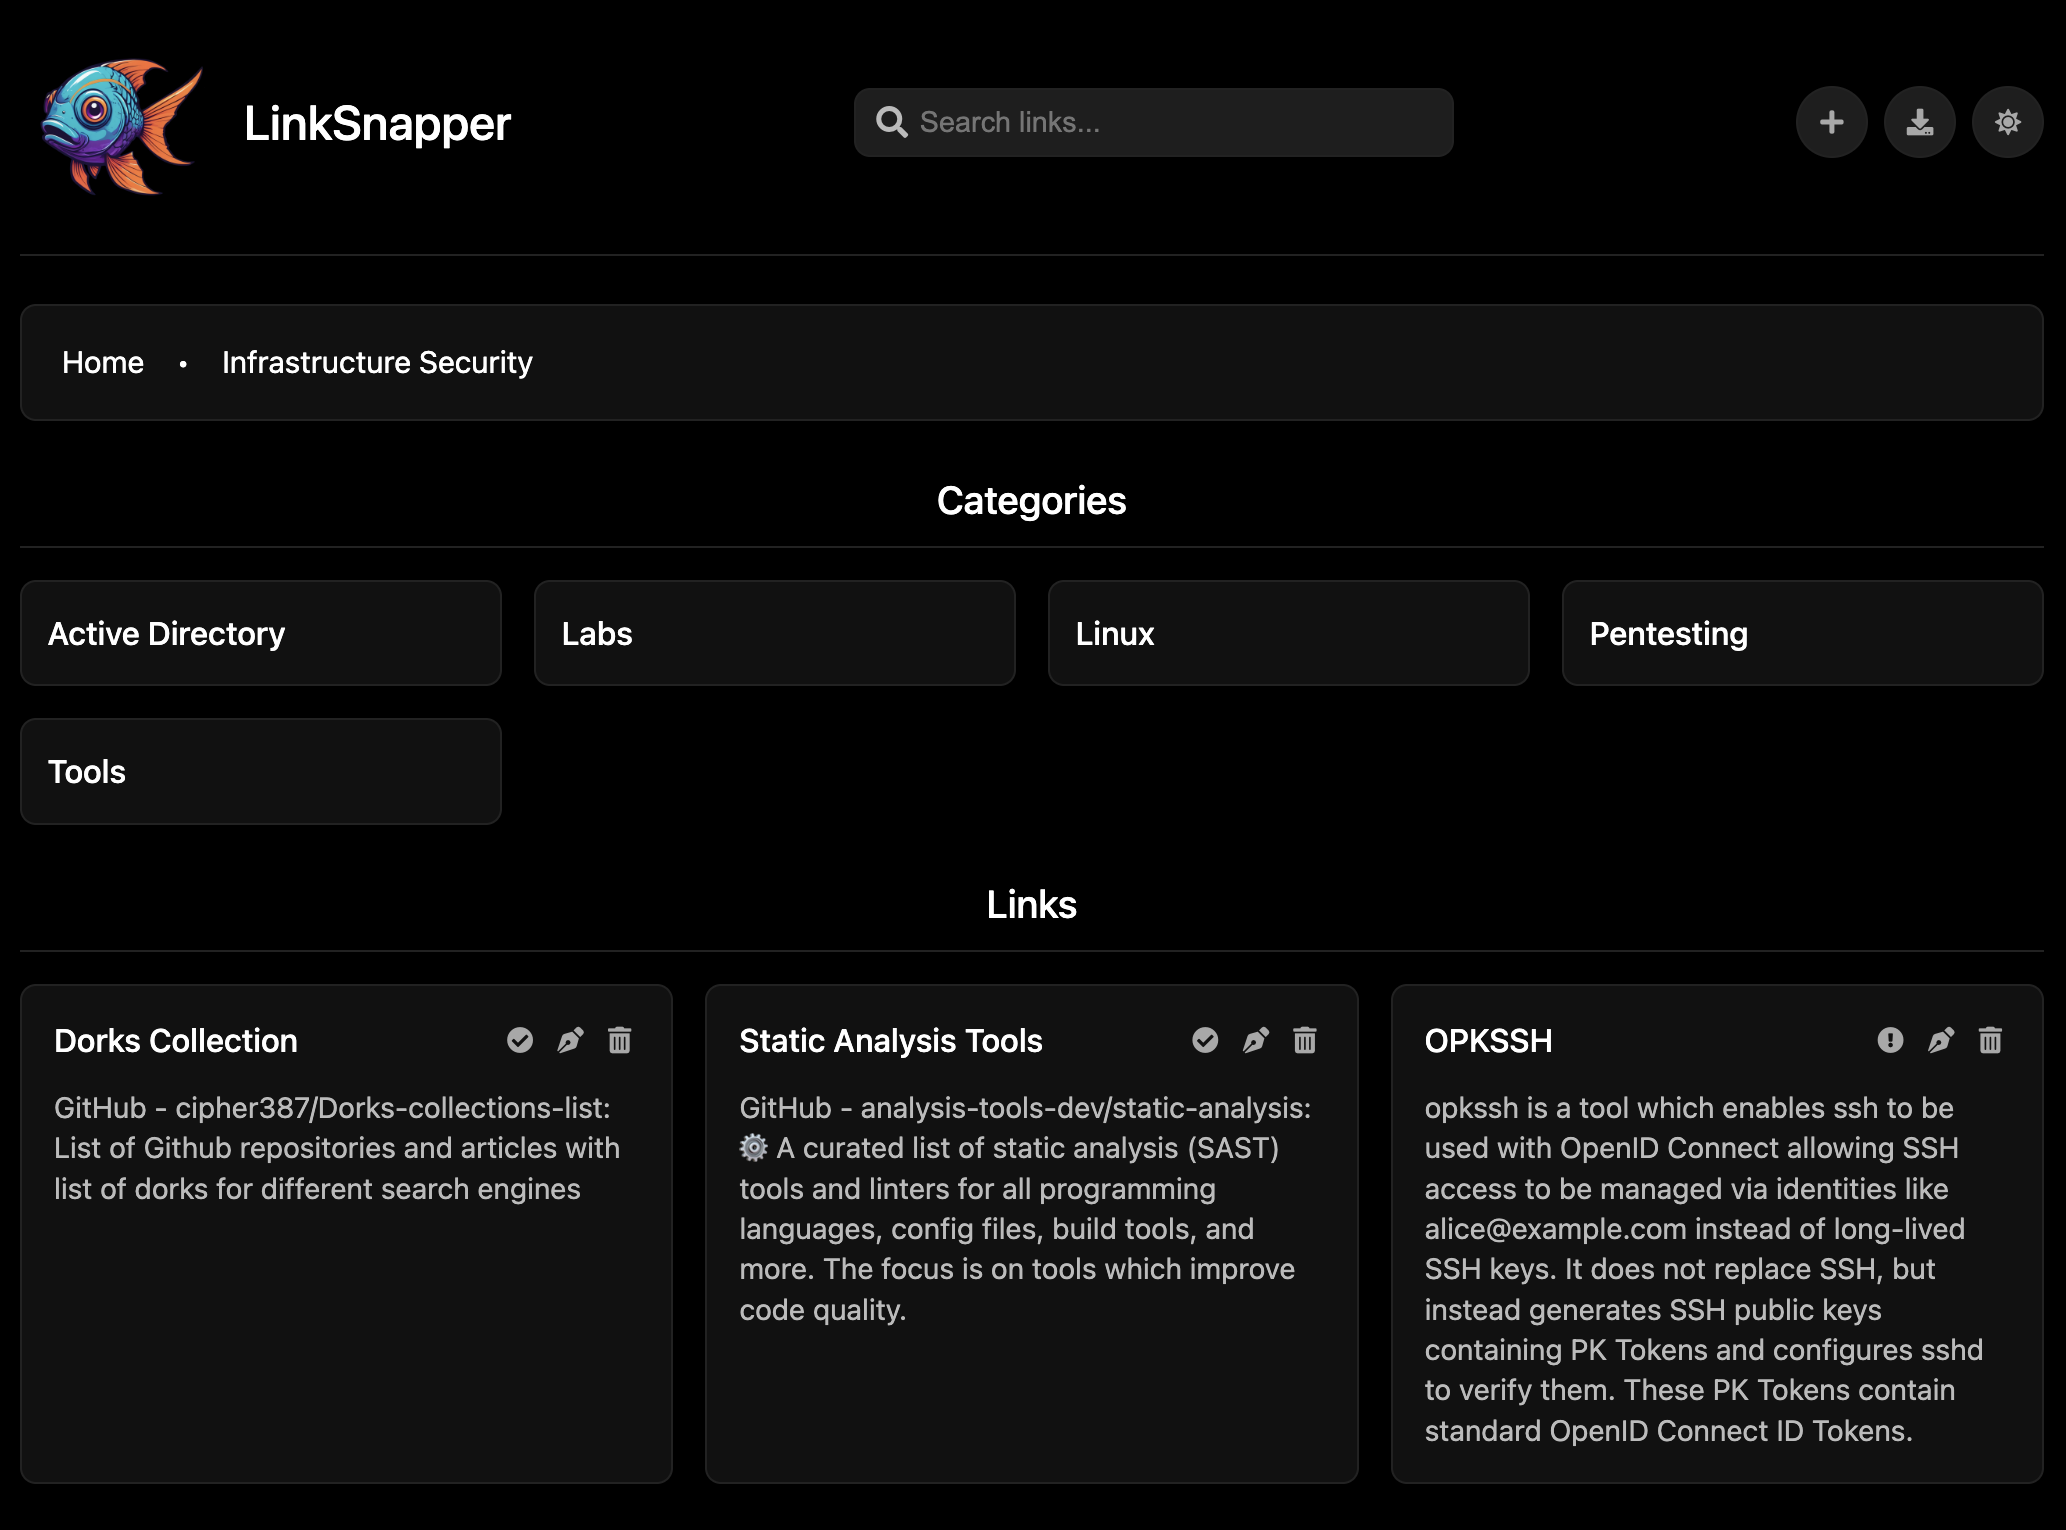 LinkSnapper
Search links...
Home • Infrastructure Security
Categories
Active Directory
Labs
Linux
Pentesting
Tools
Links
Dorks Collection
GitHub - cipher387/Dorks-collections-list:
List of Github repositories and articles with
list of dorks for different search engines
Static Analysis Tools
GitHub - analysis-tools-dev/static-analysis:
⚙️ A curated list of static analysis (SAST)
tools and linters for all programming
languages, config files, build tools, and
more. The focus is on tools which improve
code quality.
OPKSSH
opkssh is a tool which enables ssh to be
used with OpenID Connect allowing SSH
access to be managed via identities like
alice@example.com instead of long-lived
SSH keys. It does not replace SSH, but
instead generates SSH public keys
containing PK Tokens and configures sshd
to verify them. These PK Tokens contain
standard OpenID Connect ID Tokens.